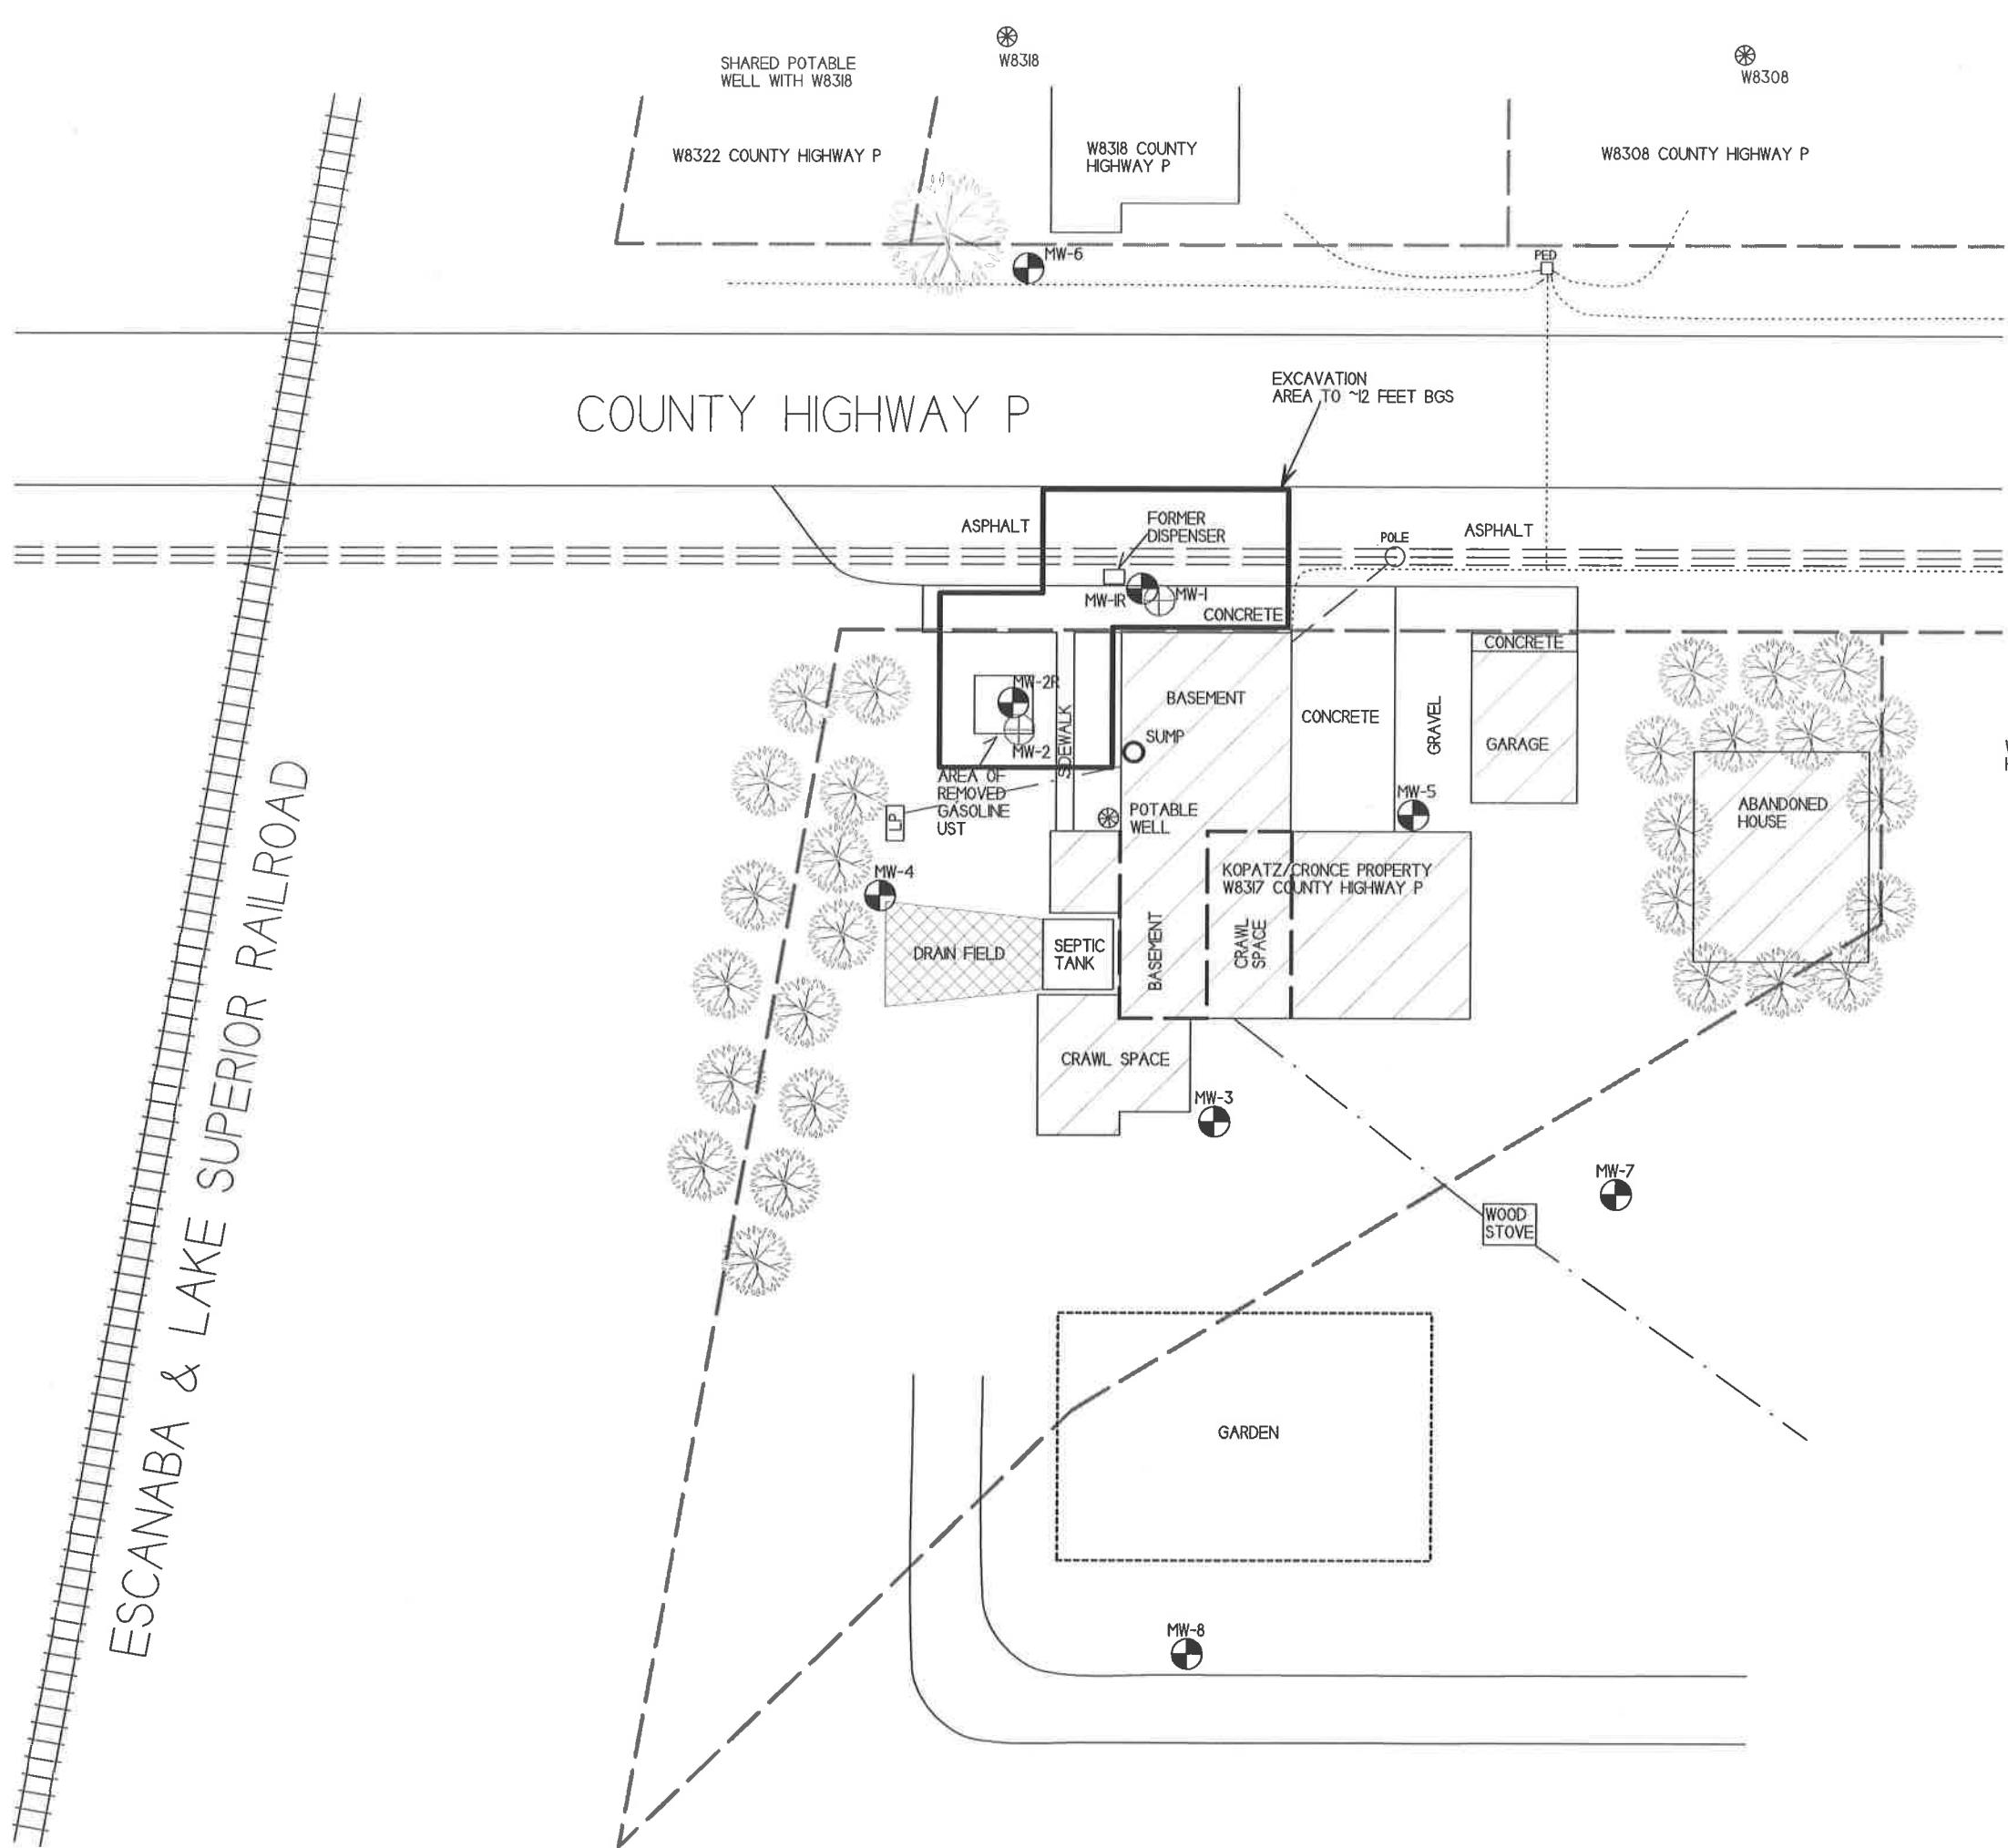 W8318
SHARED POTABLE
WELL WITH W8318
W8308
W8322 COUNTY HIGHWAY P
W8318 COUNTY
HIGHWAY P
W8308 COUNTY HIGHWAY P
MW-6
PED
EXCAVATION
AREA TO ~12 FEET BGS
COUNTY HIGHWAY P
ASPHALT
FORMER
DISPENSER
POLE
ASPHALT
MW-1R
MW-1
CONCRETE
CONCRETE
MW-2R
BASEMENT
SIDEWALK
CONCRETE
GRAVEL
GARAGE
SUMP
MW-2
AREA OF
REMOVED
GASOLINE
UST
LP
POTABLE
WELL
MW-5
ABANDONED
HOUSE
MW-4
KOPATZ/CRONCE PROPERTY
W8317 COUNTY HIGHWAY P
DRAIN FIELD
SEPTIC
TANK
BASEMENT
CRAWL
SPACE
CRAWL SPACE
MW-3
MW-7
WOOD
STOVE
ESCANABA & LAKE SUPERIOR RAILROAD
GARDEN
MW-8